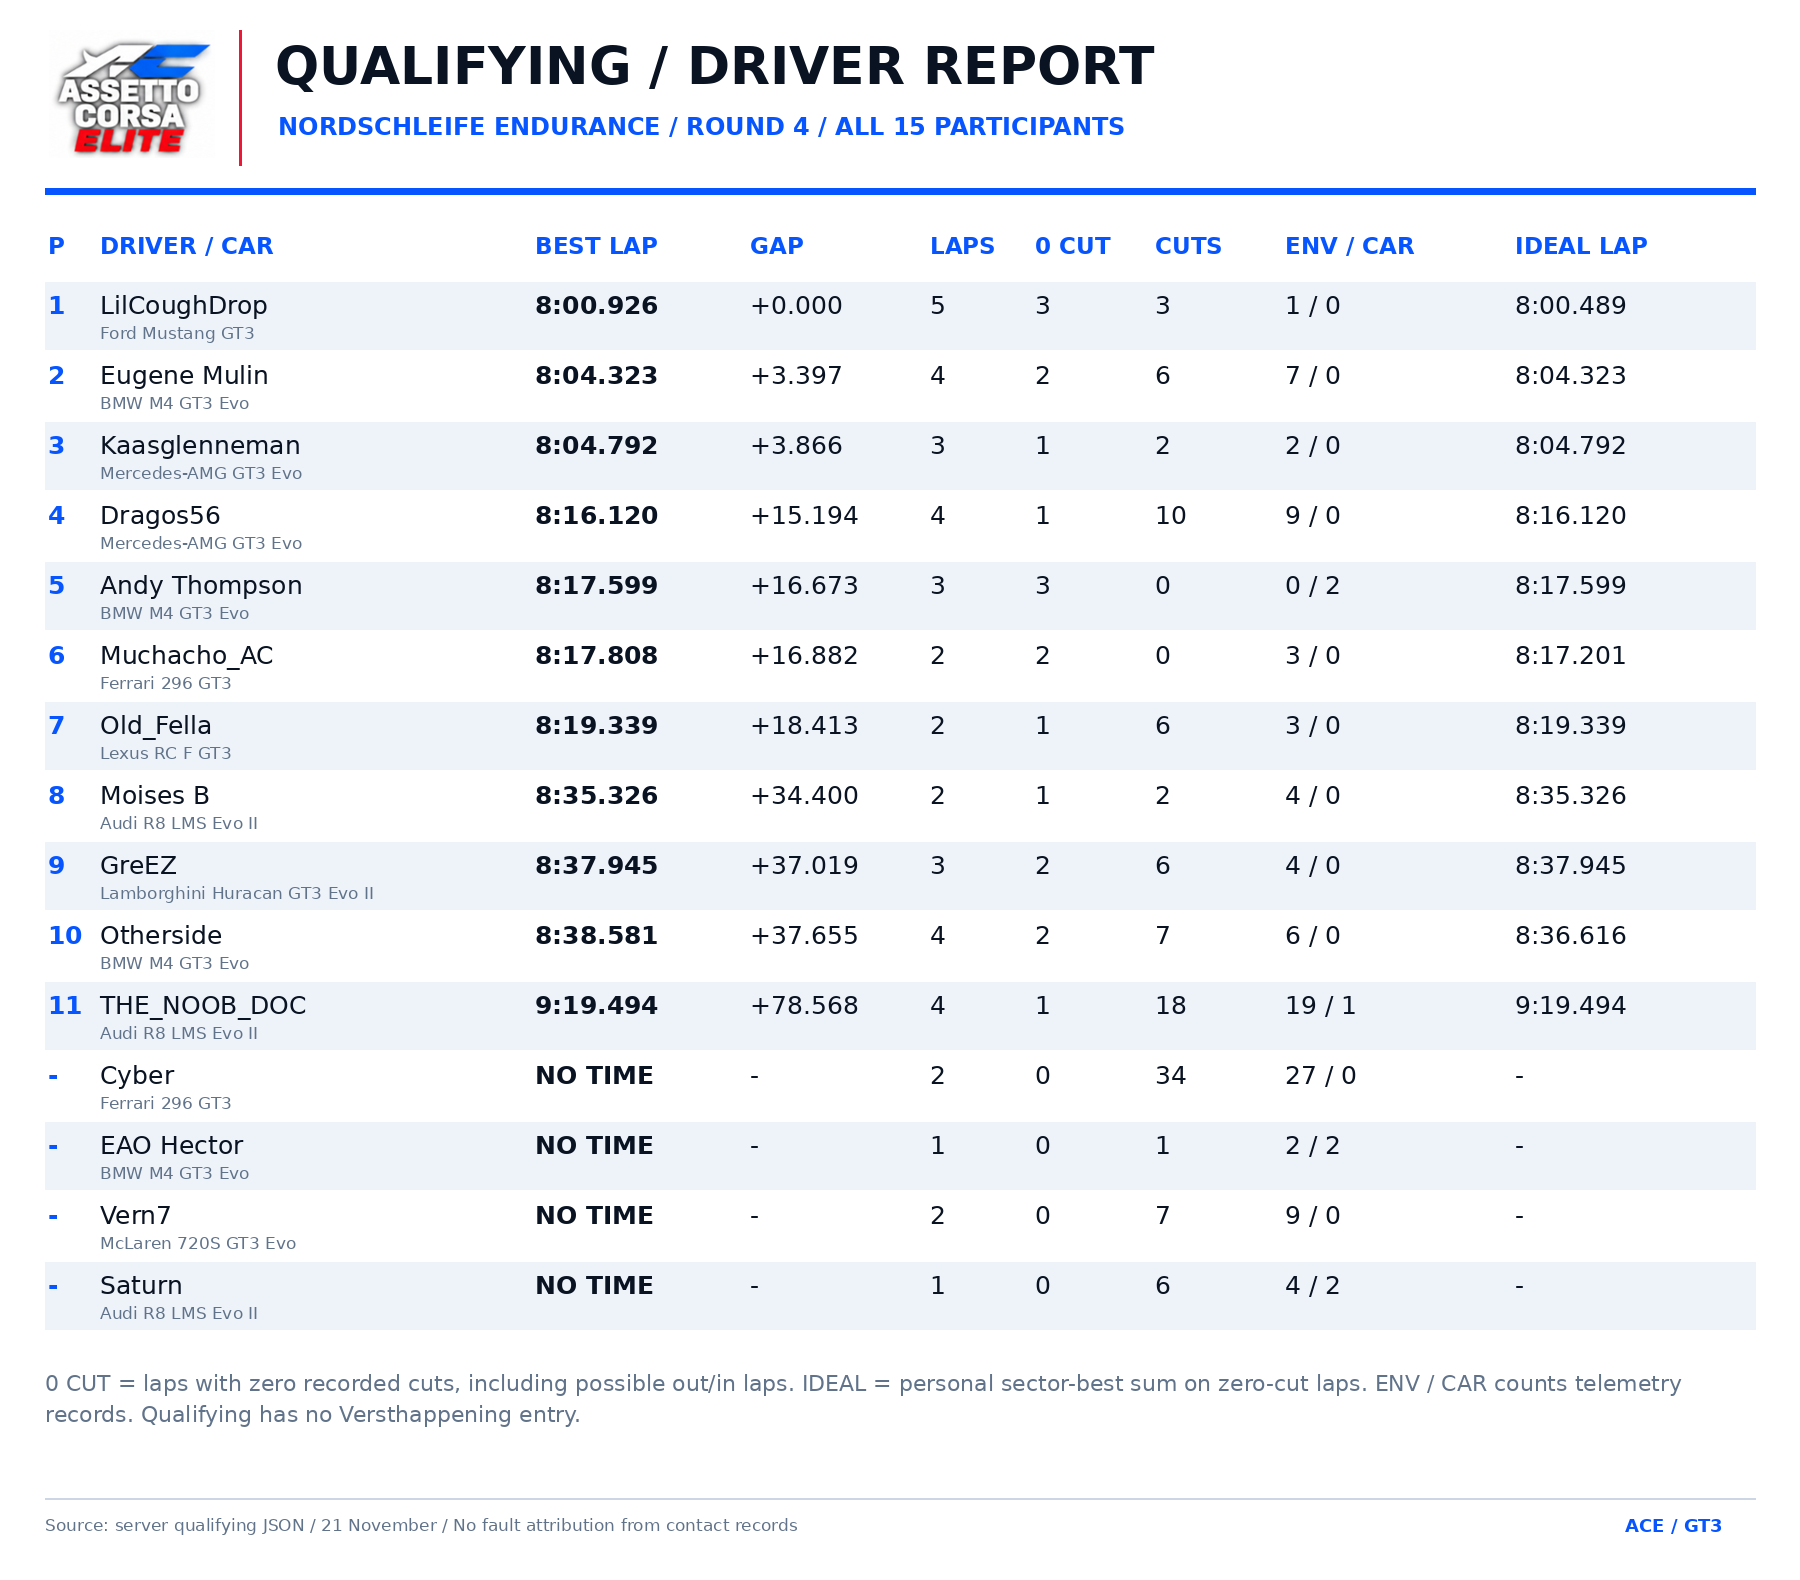 ASSETTO
CORSA
ELITE
QUALIFYING / DRIVER REPORT
NORDSCHLEIFE ENDURANCE / ROUND 4 / ALL 15 PARTICIPANTS
P DRIVER / CAR BEST LAP GAP LAPS 0 CUT CUTS ENV / CAR IDEAL LAP
1 LilCoughDrop 8:00.926 +0.000 5 3 3 1 / 0 8:00.489
Ford Mustang GT3
2 Eugene Mulin 8:04.323 +3.397 4 2 6 7 / 0 8:04.323
BMW M4 GT3 Evo
3 Kaasglenneman 8:04.792 +3.866 3 1 2 2 / 0 8:04.792
Mercedes-AMG GT3 Evo
4 Dragos56 8:16.120 +15.194 4 1 10 9 / 0 8:16.120
Mercedes-AMG GT3 Evo
5 Andy Thompson 8:17.599 +16.673 3 3 0 0 / 2 8:17.599
BMW M4 GT3 Evo
6 Muchacho_AC 8:17.808 +16.882 2 2 0 3 / 0 8:17.201
Ferrari 296 GT3
7 Old_Fella 8:19.339 +18.413 2 1 6 3 / 0 8:19.339
Lexus RC F GT3
8 Moises B 8:35.326 +34.400 2 1 2 4 / 0 8:35.326
Audi R8 LMS Evo II
9 GreEZ 8:37.945 +37.019 3 2 6 4 / 0 8:37.945
Lamborghini Huracan GT3 Evo II
10 Otherside 8:38.581 +37.655 4 2 7 6 / 0 8:36.616
BMW M4 GT3 Evo
11 THE_NOOB_DOC 9:19.494 +78.568 4 1 18 19 / 1 9:19.494
Audi R8 LMS Evo II
- Cyber NO TIME - 2 0 34 27 / 0 -
Ferrari 296 GT3
- EAO Hector NO TIME - 1 0 1 2 / 2 -
BMW M4 GT3 Evo
- Vern7 NO TIME - 2 0 7 9 / 0 -
McLaren 720S GT3 Evo
- Saturn NO TIME - 1 0 6 4 / 2 -
Audi R8 LMS Evo II
0 CUT = laps with zero recorded cuts, including possible out/in laps. IDEAL = personal sector-best sum on zero-cut laps. ENV / CAR counts telemetry
records. Qualifying has no Versthappening entry.
Source: server qualifying JSON / 21 November / No fault attribution from contact records ACE / GT3